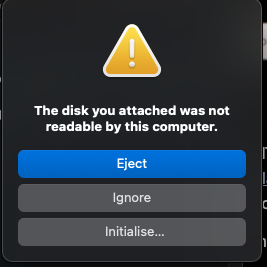 The disk you attached was not
readable by this computer.
Eject
Ignore
Initialise...